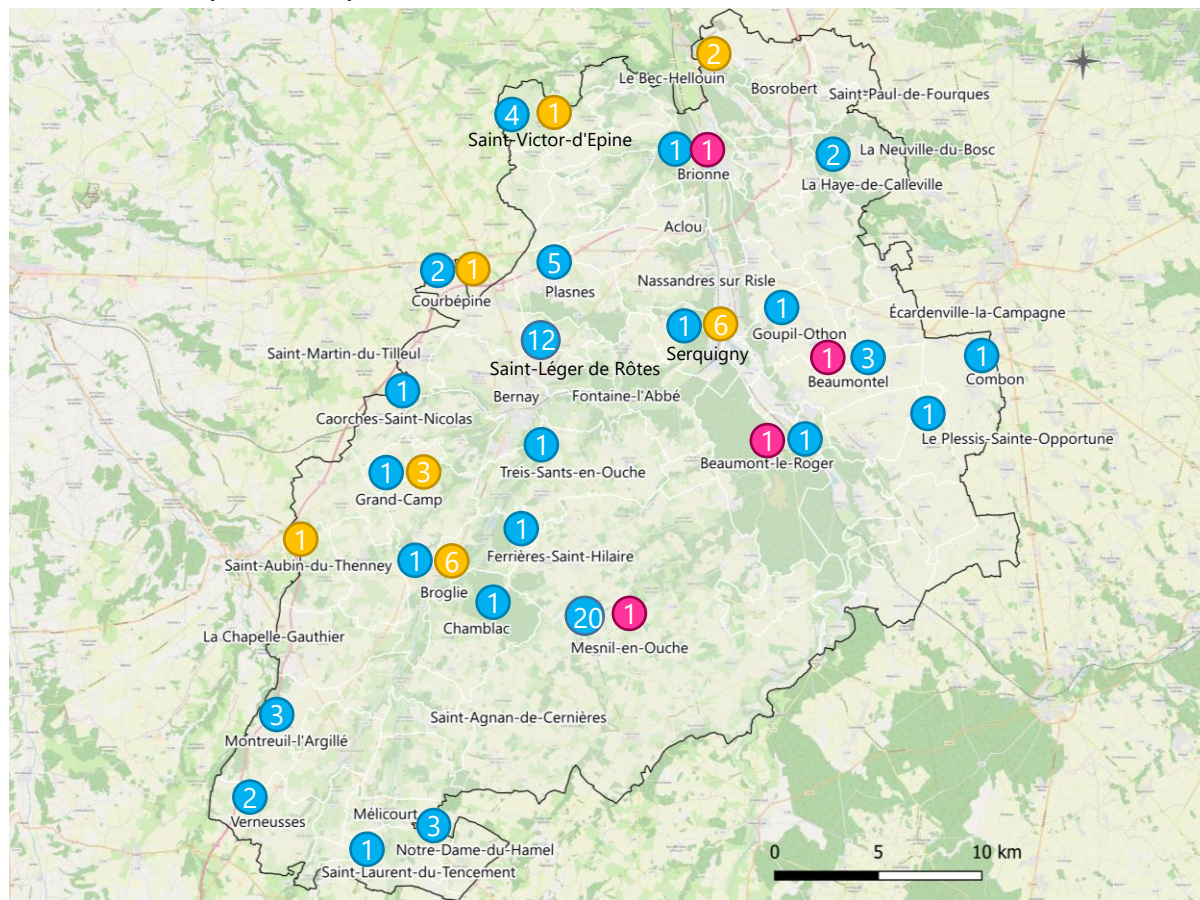 2
Le Bec-Hellouin
Bosrobert
Saint-Paul-de-Fourques
4 1
Saint-Victor-d'Epine
1 1
Brionne
La Neuville-du-Bosc
2
La Haye-de-Calleville
Aclou
2 1
Courbépine
5
Plasnes
Nassandres sur Risle
1
Goupil-Othon
Écardenville-la-Campagne
1 6
Serquigny
12
Saint-Léger de Rôtes
Saint-Martin-du-Tilleul
1 3
Beaumontel
1
Combon
1
Caorches-Saint-Nicolas
Bernay
Fontaine-l'Abbé
1
Le Plessis-Sainte-Opportune
1
Treis-Sants-en-Ouche
1 1
Beaumont-le-Roger
1 3
Grand-Camp
1
Saint-Aubin-du-Thenney
1
Ferrières-Saint-Hilaire
1 6
Broglie
1
Chamblac
20 1
Mesnil-en-Ouche
La Chapelle-Gauthier
3
Montreuil-l'Argillé
Saint-Agnan-de-Cernières
2
Verneusses
Mélicourt
3
Notre-Dame-du-Hamel
1
Saint-Laurent-du-Tencement
0 5 10 km